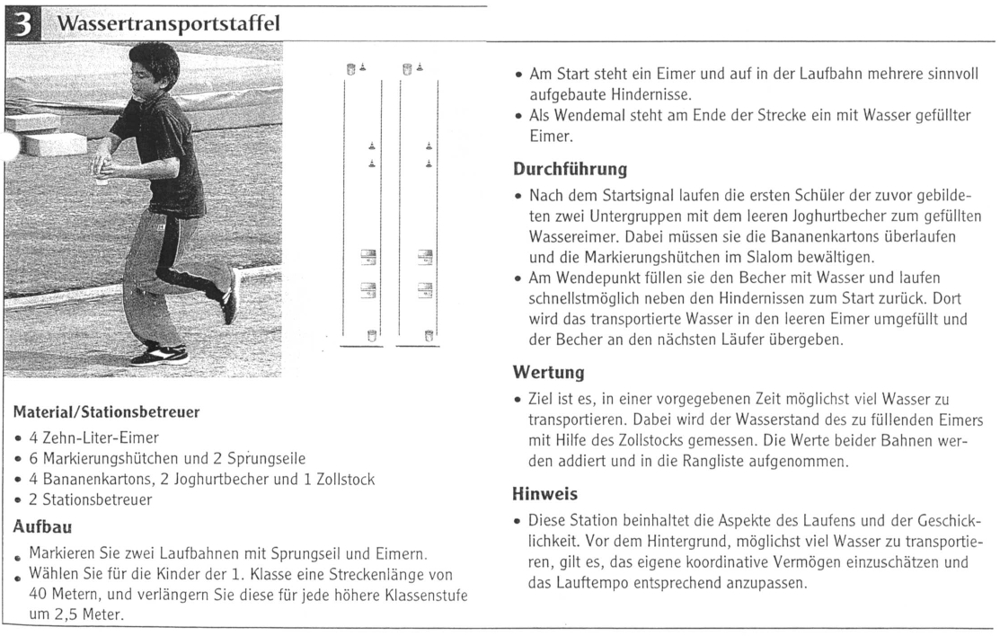 3 Wassertransportstaffel
Material/Stationsbetreuer
• 4 Zehn-Liter-Eimer
• 6 Markierungshütchen und 2 Sprungseile
• 4 Bananenkartons, 2 Joghurtbecher und 1 Zollstock
• 2 Stationsbetreuer
Aufbau
• Markieren Sie zwei Laufbahnen mit Sprungseil und Eimern.
• Wählen Sie für die Kinder der 1. Klasse eine Streckenlänge von
40 Metern, und verlängern Sie diese für jede höhere Klassenstufe
um 2,5 Meter.
• Am Start steht ein Eimer und auf in der Laufbahn mehrere sinnvoll
aufgebaute Hindernisse.
• Als Wendemal steht am Ende der Strecke ein mit Wasser gefüllter
Eimer.
Durchführung
• Nach dem Startsignal laufen die ersten Schüler der zuvor gebilde-
ten zwei Untergruppen mit dem leeren Joghurtbecher zum gefüllten
Wassereimer. Dabei müssen sie die Bananenkartons überlaufen
und die Markierungshütchen im Slalom bewältigen.
• Am Wendepunkt füllen sie den Becher mit Wasser und laufen
schnellstmöglich neben den Hindernissen zum Start zurück. Dort
wird das transportierte Wasser in den leeren Eimer umgefüllt und
der Becher an den nächsten Läufer übergeben.
Wertung
• Ziel ist es, in einer vorgegebenen Zeit möglichst viel Wasser zu
transportieren. Dabei wird der Wasserstand des zu füllenden Eimers
mit Hilfe des Zollstocks gemessen. Die Werte beider Bahnen wer-
den addiert und in die Rangliste aufgenommen.
Hinweis
• Diese Station beinhaltet die Aspekte des Laufens und der Geschick-
lichkeit. Vor dem Hintergrund, möglichst viel Wasser zu transportie-
ren, gilt es, das eigene koordinative Vermögen einzuschätzen und
das Lauftempo entsprechend anzupassen.